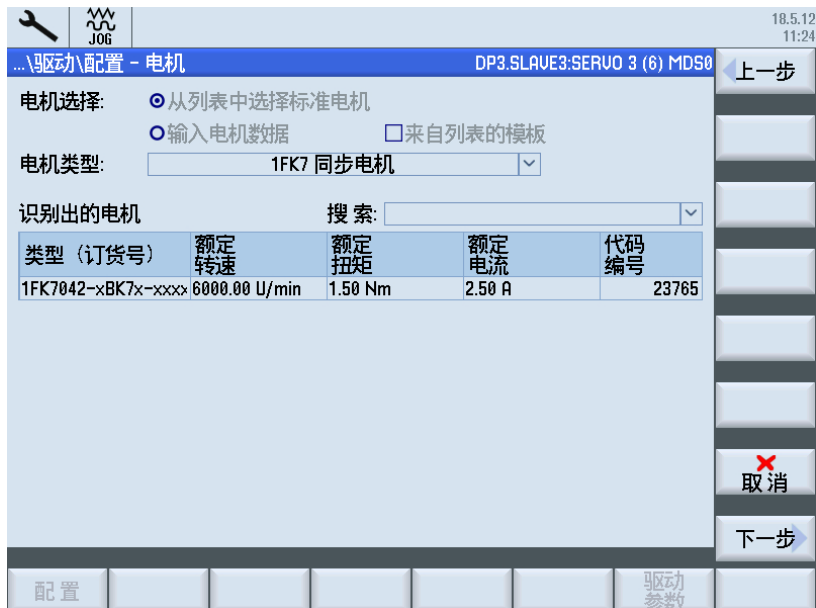 JOG
18.5.12
11:24
...\驱动\配置 - 电机 DP3.SLAVE3:SERVO 3 (6) MDS0
上一步
电机选择: 从列表中选择标准电机
输入电机数据 来自列表的模板
电机类型: 1FK7 同步电机
识别出的电机 搜索:
类型（订货号） 额定转速 额定扭矩 额定电流 代码编号
1FK7042-xBK7x-xxxx 6000.00 U/min 1.50 Nm 2.50 A 23765
取消
下一步
配置 驱动参数